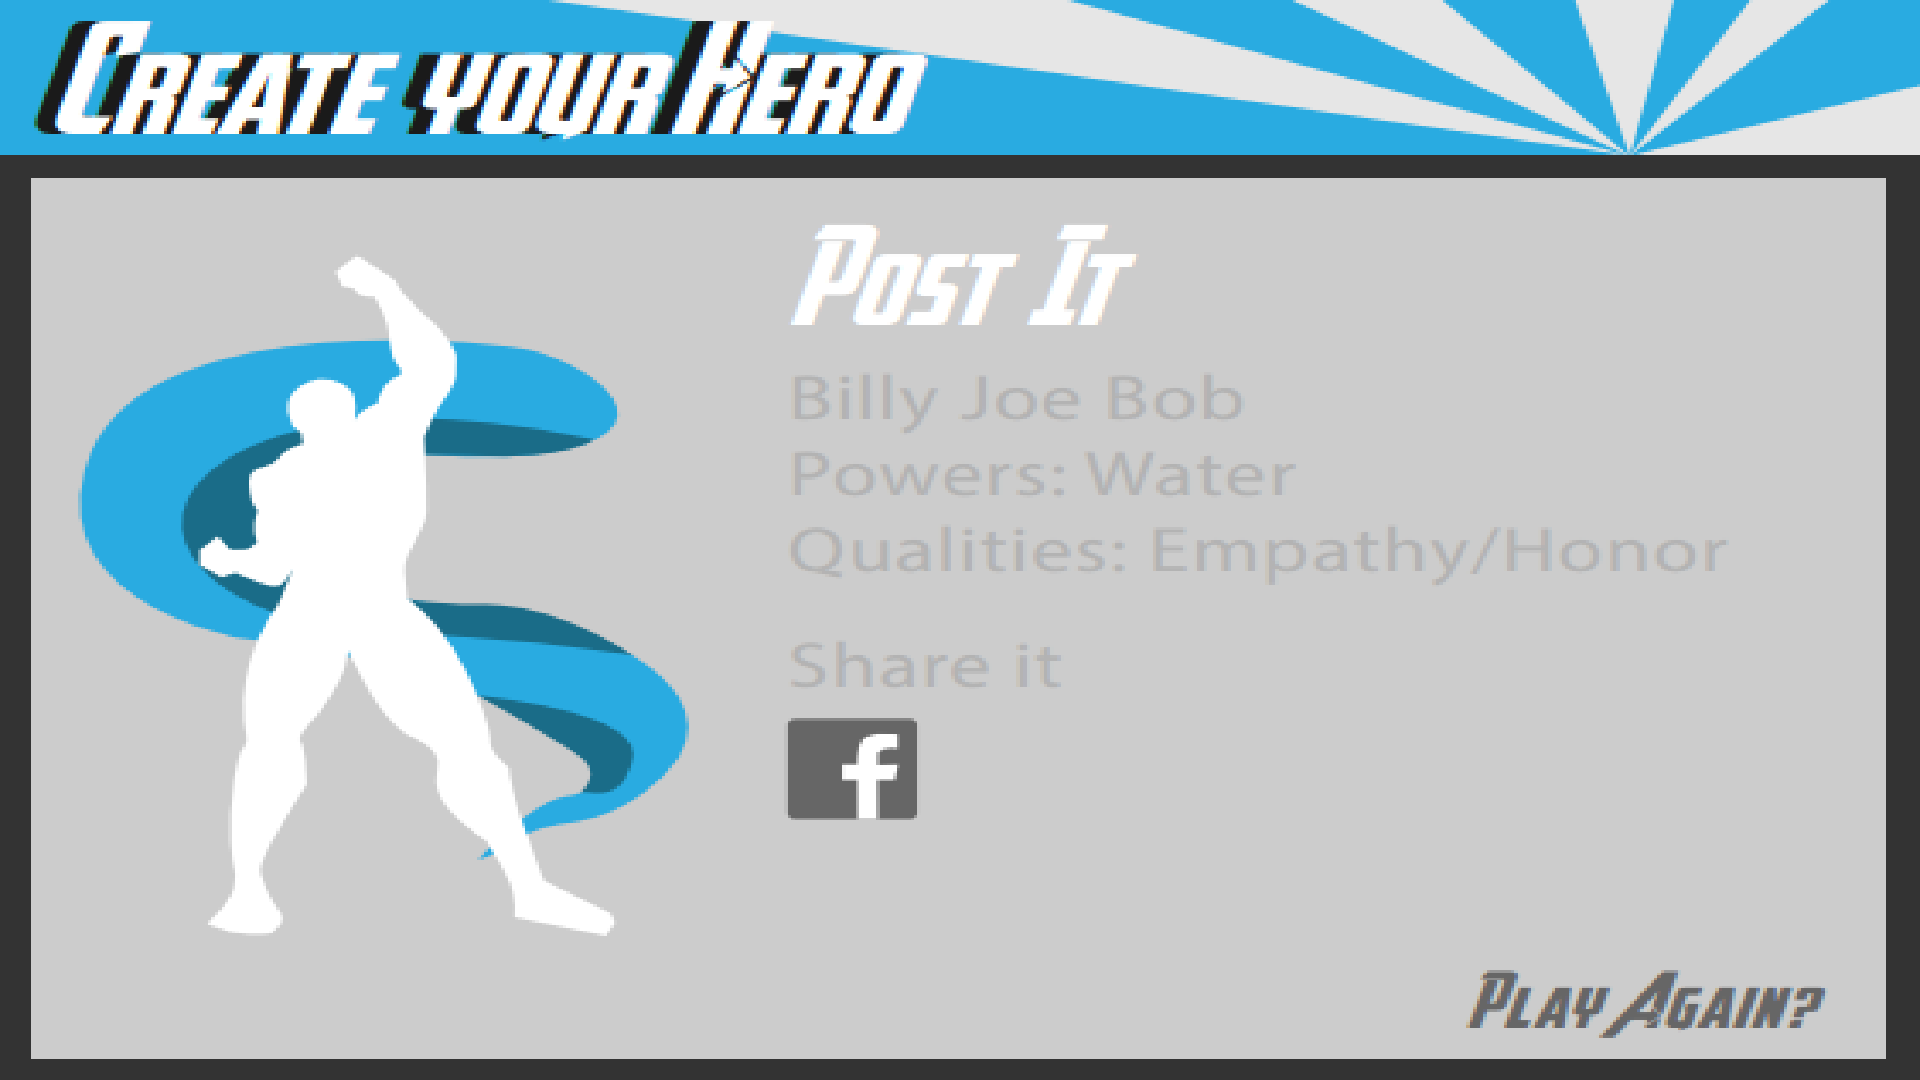 Create your Hero
Post It
Billy Joe Bob
Powers: Water
Qualities: Empathy/Honor
Share it
f
Play Again?